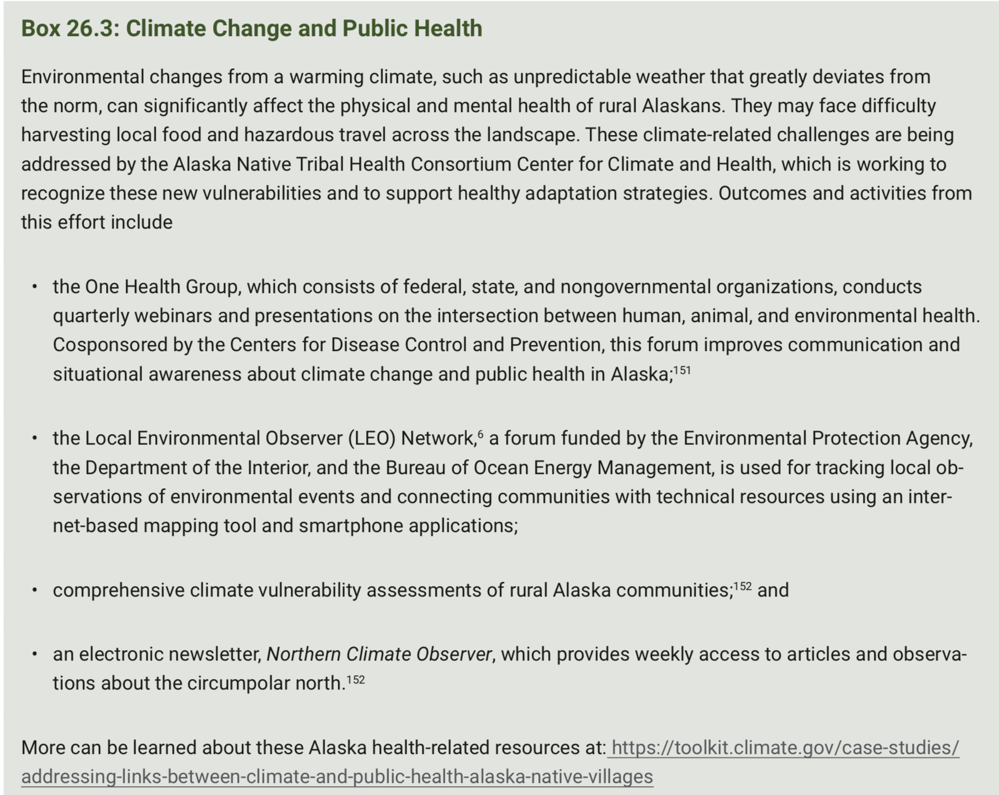 Box 26.3: Climate Change and Public Health
Environmental changes from a warming climate, such as unpredictable weather that greatly deviates from
the norm, can significantly affect the physical and mental health of rural Alaskans. They may face difficulty
harvesting local food and hazardous travel across the landscape. These climate-related challenges are being
addressed by the Alaska Native Tribal Health Consortium Center for Climate and Health, which is working to
recognize these new vulnerabilities and to support healthy adaptation strategies. Outcomes and activities from
this effort include
• the One Health Group, which consists of federal, state, and nongovernmental organizations, conducts
quarterly webinars and presentations on the intersection between human, animal, and environmental health.
Cosponsored by the Centers for Disease Control and Prevention, this forum improves communication and
situational awareness about climate change and public health in Alaska;151
• the Local Environmental Observer (LEO) Network,6 a forum funded by the Environmental Protection Agency,
the Department of the Interior, and the Bureau of Ocean Energy Management, is used for tracking local ob-
servations of environmental events and connecting communities with technical resources using an inter-
net-based mapping tool and smartphone applications;
• comprehensive climate vulnerability assessments of rural Alaska communities;152 and
• an electronic newsletter, Northern Climate Observer, which provides weekly access to articles and observa-
tions about the circumpolar north.152
More can be learned about these Alaska health-related resources at: https://toolkit.climate.gov/case-studies/
addressing-links-between-climate-and-public-health-alaska-native-villages